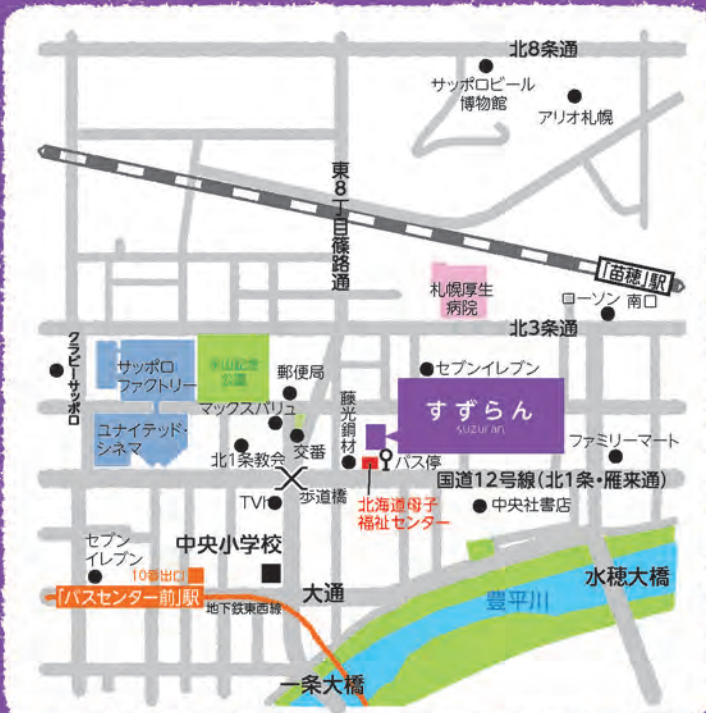 北8条通
サッポロビール
博物館
アリオ札幌
東8丁目篠路通
「苗穂」駅
札幌厚生
病院
ローソン 南口
北3条通
クラビーサッポロ
サッポロ
ファクトリー
郵便局
セブンイレブン
マックスバリュ
藤光鋼材
すずらん
suzuran
ユナイテッド・
シネマ
北1条教会
交番
バス停
ファミリーマート
国道12号線(北1条・雁来通)
歩道橋
TVh
北海道母子
福祉センター
中央社書店
セブン
イレブン
中央小学校
10番出口
「バスセンター前」駅
地下鉄東西線
大通
豊平川
水穂大橋
一条大橋